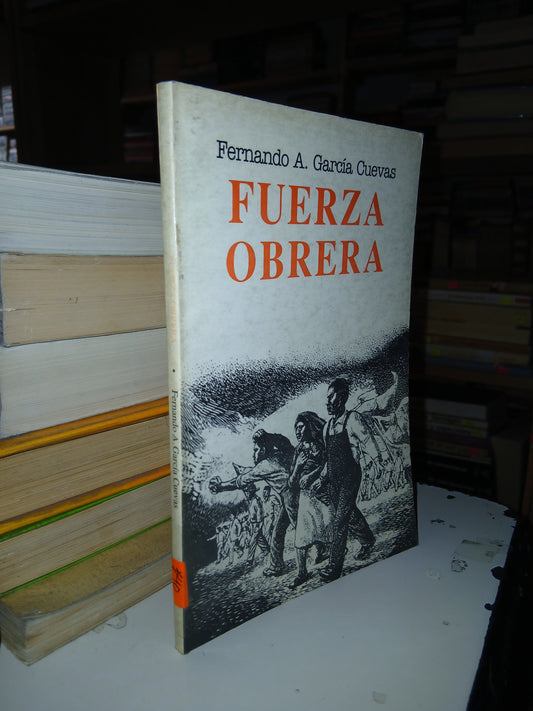 Fernando A. García Cuevas
FUERZA
OBRERA
Fernando A. García Cuevas